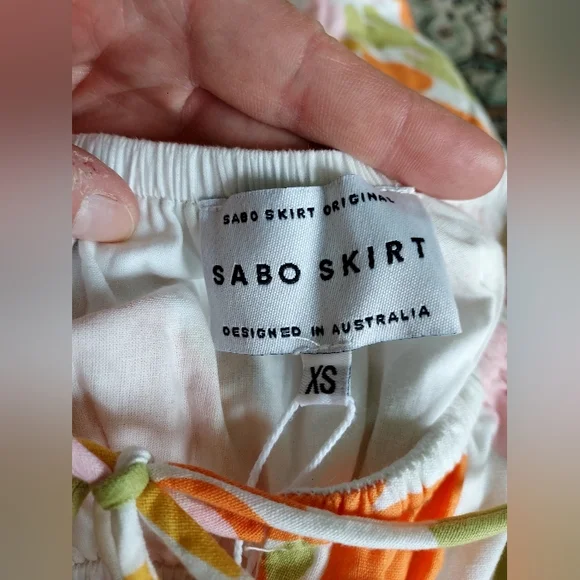 SABO SKIRT ORIGINAL
SABO SKIRT
DESIGNED IN AUSTRALIA
XS